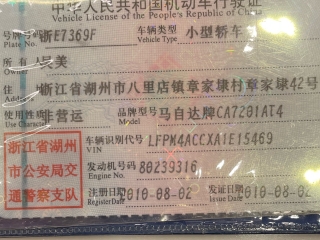 中华人民共和国机动车行驶证
Vehicle License of the People's Republic of China
号牌号码 浙E7369F 车辆类型 小型轿车
Plate No. Vehicle Type
所有人 吴美
住址 浙江省湖州市八里店镇章家埭村章家埭42号
使用性质 非营运 品牌型号 马自达牌CA7201AT4
Use Character Model
浙江省湖州市公安局交通警察支队
车辆识别代号 LFPM4ACCXA1E15469
VIN
发动机号码 80239316
Engine No.
注册日期 2010-08-02 发证日期 2010-08-02
Register Date Issue Date